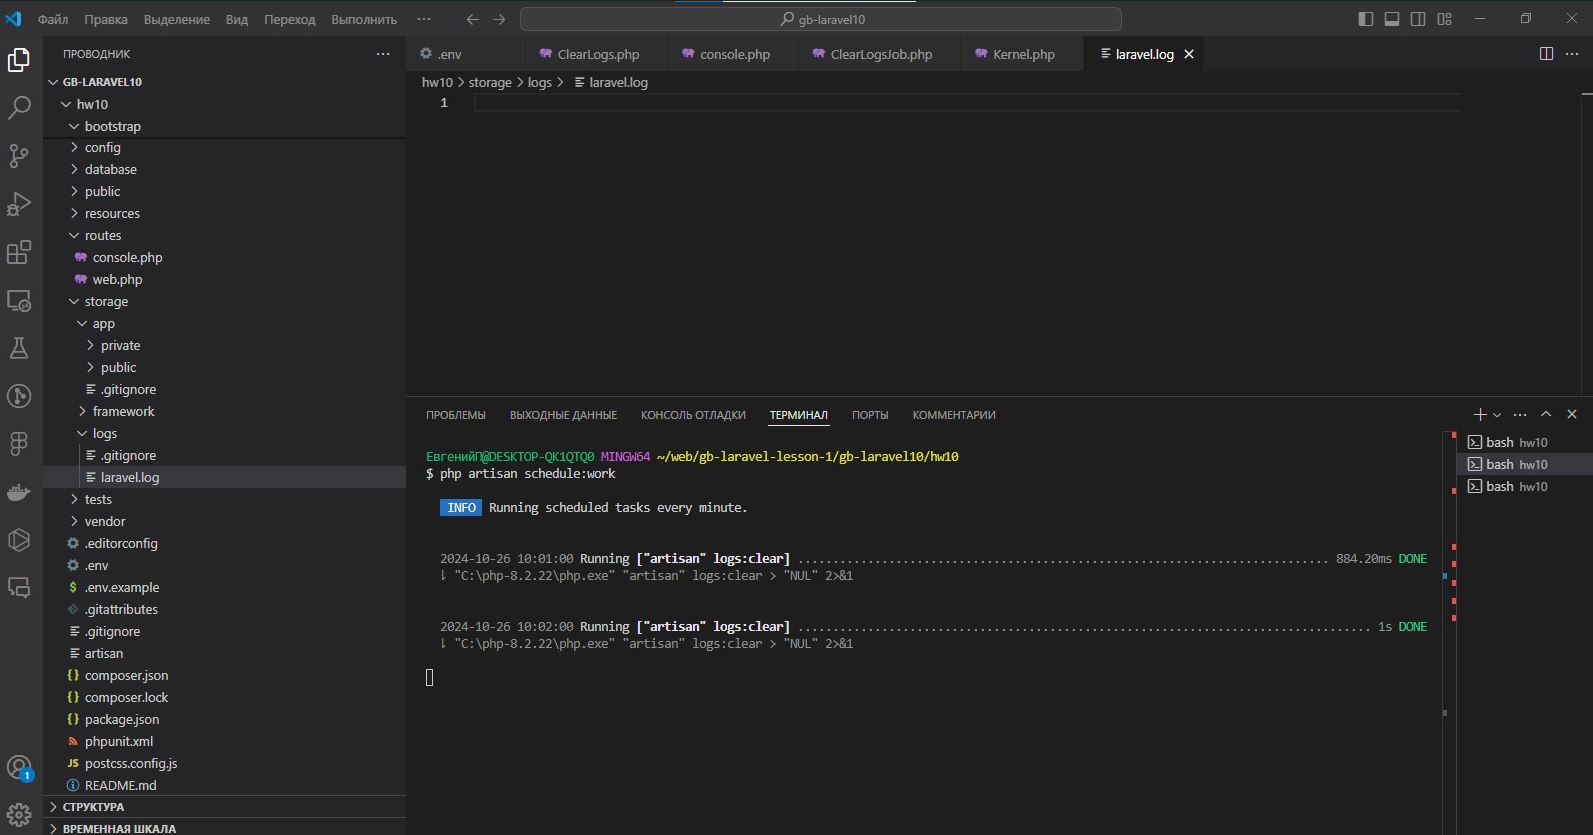 Файл Правка Выделение Вид Переход Выполнить ··· gb-laravel10
ПРОВОДНИК ···
GB-LARAVEL10
hw10
bootstrap
config
database
public
resources
routes
console.php
web.php
storage
app
private
public
.gitignore
framework
logs
.gitignore
laravel.log
tests
vendor
.editorconfig
.env
.env.example
.gitattributes
.gitignore
artisan
composer.json
composer.lock
package.json
phpunit.xml
JS postcss.config.js
README.md
СТРУКТУРА
ВРЕМЕННАЯ ШКАЛА
1
.env ClearLogs.php console.php ClearLogsJob.php Kernel.php laravel.log
hw10 > storage > logs > laravel.log
1
ПРОБЛЕМЫ ВЫХОДНЫЕ ДАННЫЕ КОНСОЛЬ ОТЛАДКИ ТЕРМИНАЛ ПОРТЫ КОММЕНТАРИИ
ЕвгенийП@DESKTOP-QK1QTQ0 MINGW64 ~/web/gb-laravel-lesson-1/gb-laravel10/hw10
$ php artisan schedule:work
INFO Running scheduled tasks every minute.
2024-10-26 10:01:00 Running ["artisan" logs:clear] ............................................................................ 884.20ms DONE
⇂ "C:\php-8.2.22\php.exe" "artisan" logs:clear > "NUL" 2>&1
2024-10-26 10:02:00 Running ["artisan" logs:clear] .................................................................................. 1s DONE
⇂ "C:\php-8.2.22\php.exe" "artisan" logs:clear > "NUL" 2>&1
bash hw10
bash hw10
bash hw10